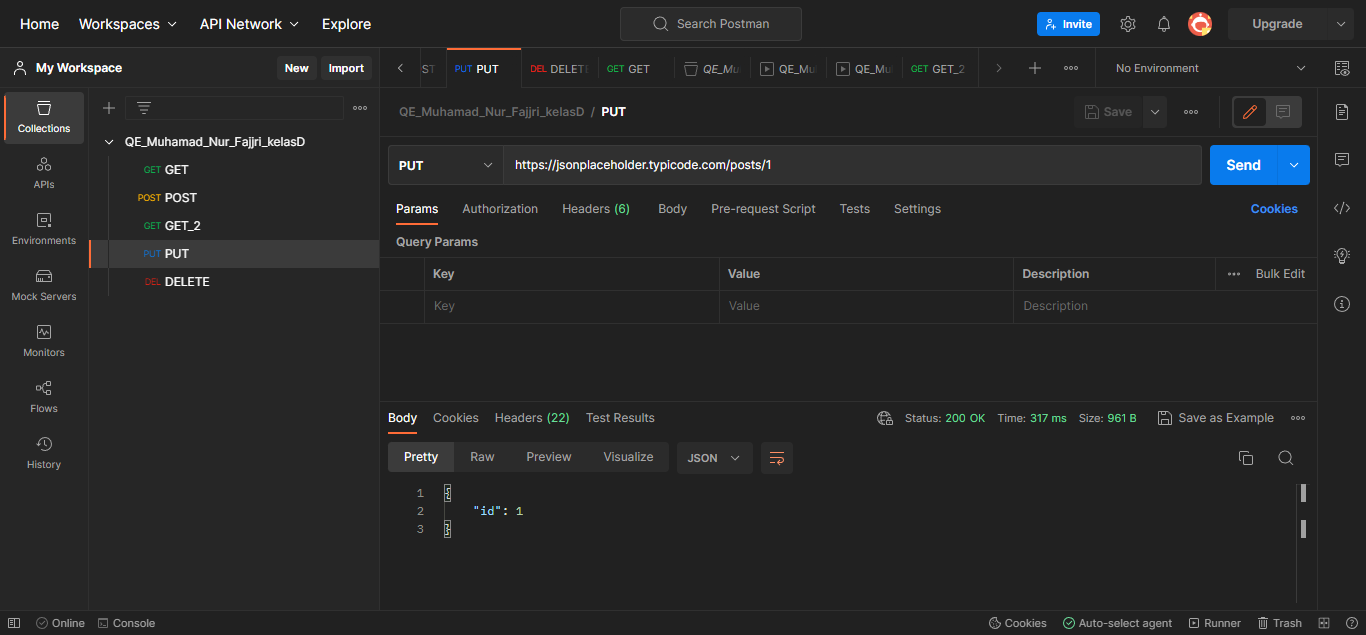 Home Workspaces API Network Explore Search Postman Invite Upgrade
My Workspace New Import
ST PUT PUT DEL DELET GET GET QE_Mu QE_Mu QE_Mu GET GET_2 No Environment
Collections
APIs
Environments
Mock Servers
Monitors
Flows
History
QE_Muhamad_Nur_Fajjri_kelasD
GET GET
POST POST
GET GET_2
PUT PUT
DEL DELETE
QE_Muhamad_Nur_Fajjri_kelasD / PUT Save
PUT https://jsonplaceholder.typicode.com/posts/1 Send
Params Authorization Headers (6) Body Pre-request Script Tests Settings Cookies
Query Params
Key Value Description Bulk Edit
Key Value Description
Body Cookies Headers (22) Test Results Status: 200 OK Time: 317 ms Size: 961 B Save as Example
Pretty Raw Preview Visualize JSON
1 {
2 "id": 1
3 }
Online Console Cookies Auto-select agent Runner Trash